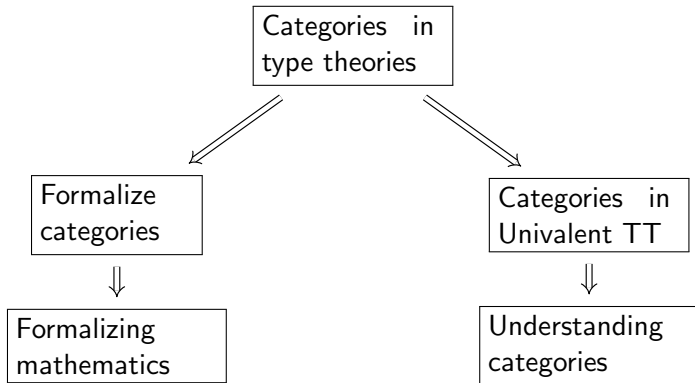 Categories in
type theories
Formalize
categories
Categories in
Univalent TT
Formalizing
mathematics
Understanding
categories